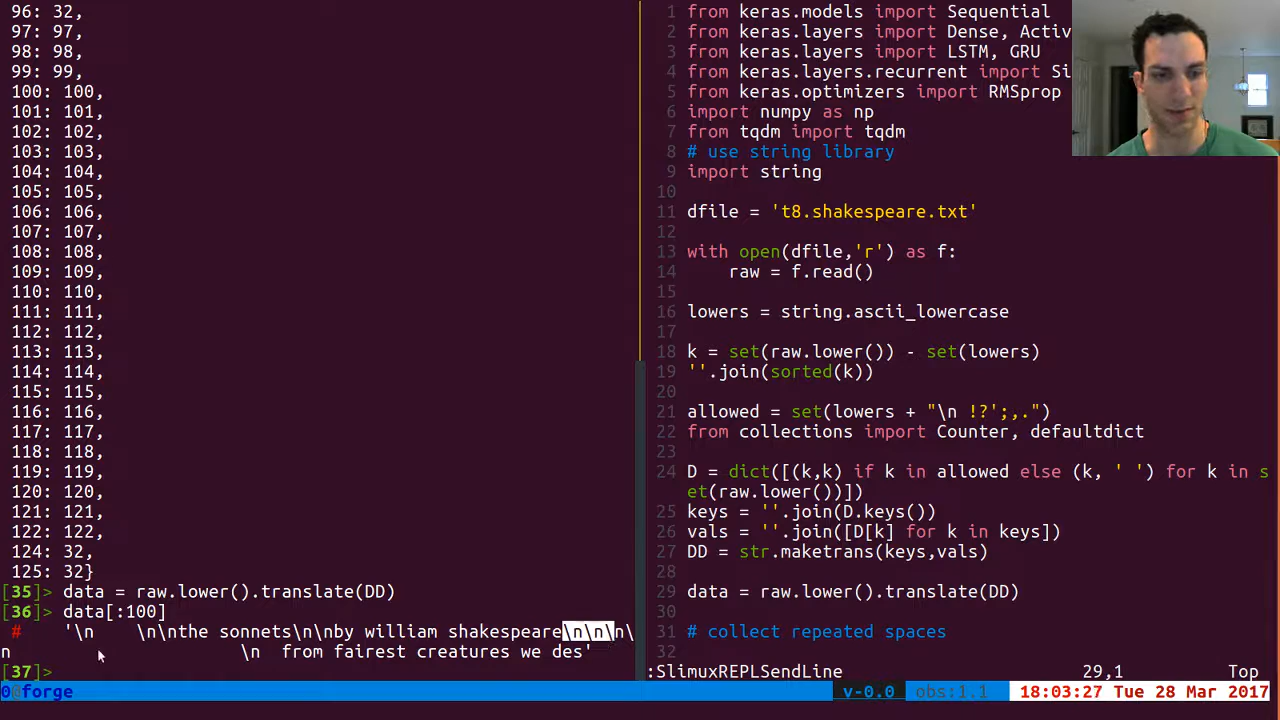 96: 32,
97: 97,
98: 98,
99: 99,
100: 100,
101: 101,
102: 102,
103: 103,
104: 104,
105: 105,
106: 106,
107: 107,
108: 108,
109: 109,
110: 110,
111: 111,
112: 112,
113: 113,
114: 114,
115: 115,
116: 116,
117: 117,
118: 118,
119: 119,
120: 120,
121: 121,
122: 122,
124: 32,
125: 32}
[35]> data = raw.lower().translate(DD)
[36]> data[:100]
# '\n    \n\nthe sonnets\n\nby william shakespeare\n\n\n\
n                      \n  from fairest creatures we des'
[37]>
1 from keras.models import Sequential
2 from keras.layers import Dense, Activ
3 from keras.layers import LSTM, GRU
4 from keras.layers.recurrent import Si
5 from keras.optimizers import RMSprop
6 import numpy as np
7 from tqdm import tqdm
8 # use string library
9 import string
10
11 dfile = 't8.shakespeare.txt'
12
13 with open(dfile,'r') as f:
14     raw = f.read()
15
16 lowers = string.ascii_lowercase
17
18 k = set(raw.lower()) - set(lowers)
19 ''.join(sorted(k))
20
21 allowed = set(lowers + "\n !?';,.")
22 from collections import Counter, defaultdict
23
24 D = dict([(k,k) if k in allowed else (k, ' ') for k in s
et(raw.lower())])
25 keys = ''.join(D.keys())
26 vals = ''.join([D[k] for k in keys])
27 DD = str.maketrans(keys,vals)
28
29 data = raw.lower().translate(DD)
30
31 # collect repeated spaces
32
:SlimuxREPLSendLine 29,1 Top
0@forge v-0.0 obs:1.1 18:03:27 Tue 28 Mar 2017